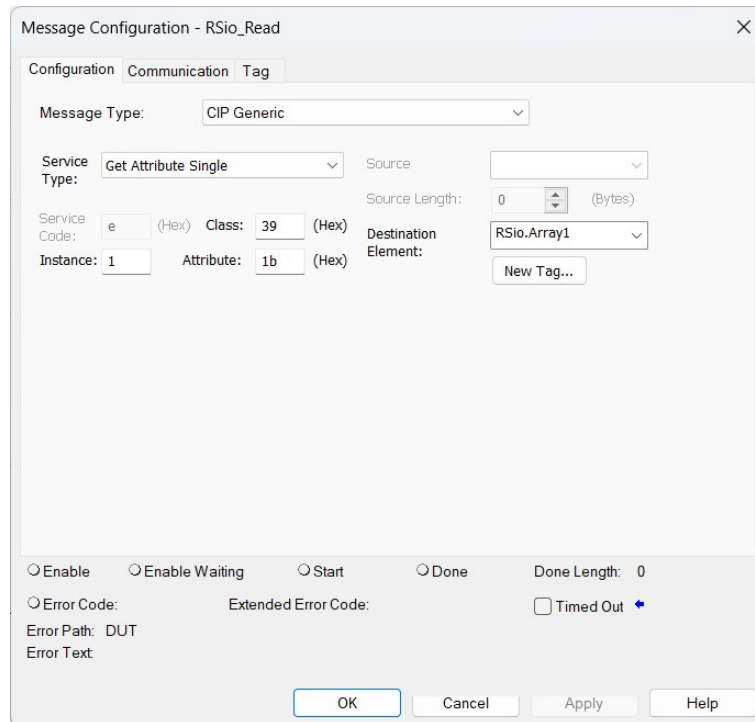 Message Configuration - RSio_Read
Configuration Communication Tag
Message Type: CIP Generic
Service Type: Get Attribute Single
Source
Source Length: 0 (Bytes)
Service Code: e (Hex) Class: 39 (Hex)
Destination Element: RSio.Array1
Instance: 1 Attribute: 1b (Hex)
New Tag...
Enable Enable Waiting Start Done Done Length: 0
Error Code: Extended Error Code: Timed Out
Error Path: DUT
Error Text:
OK Cancel Apply Help